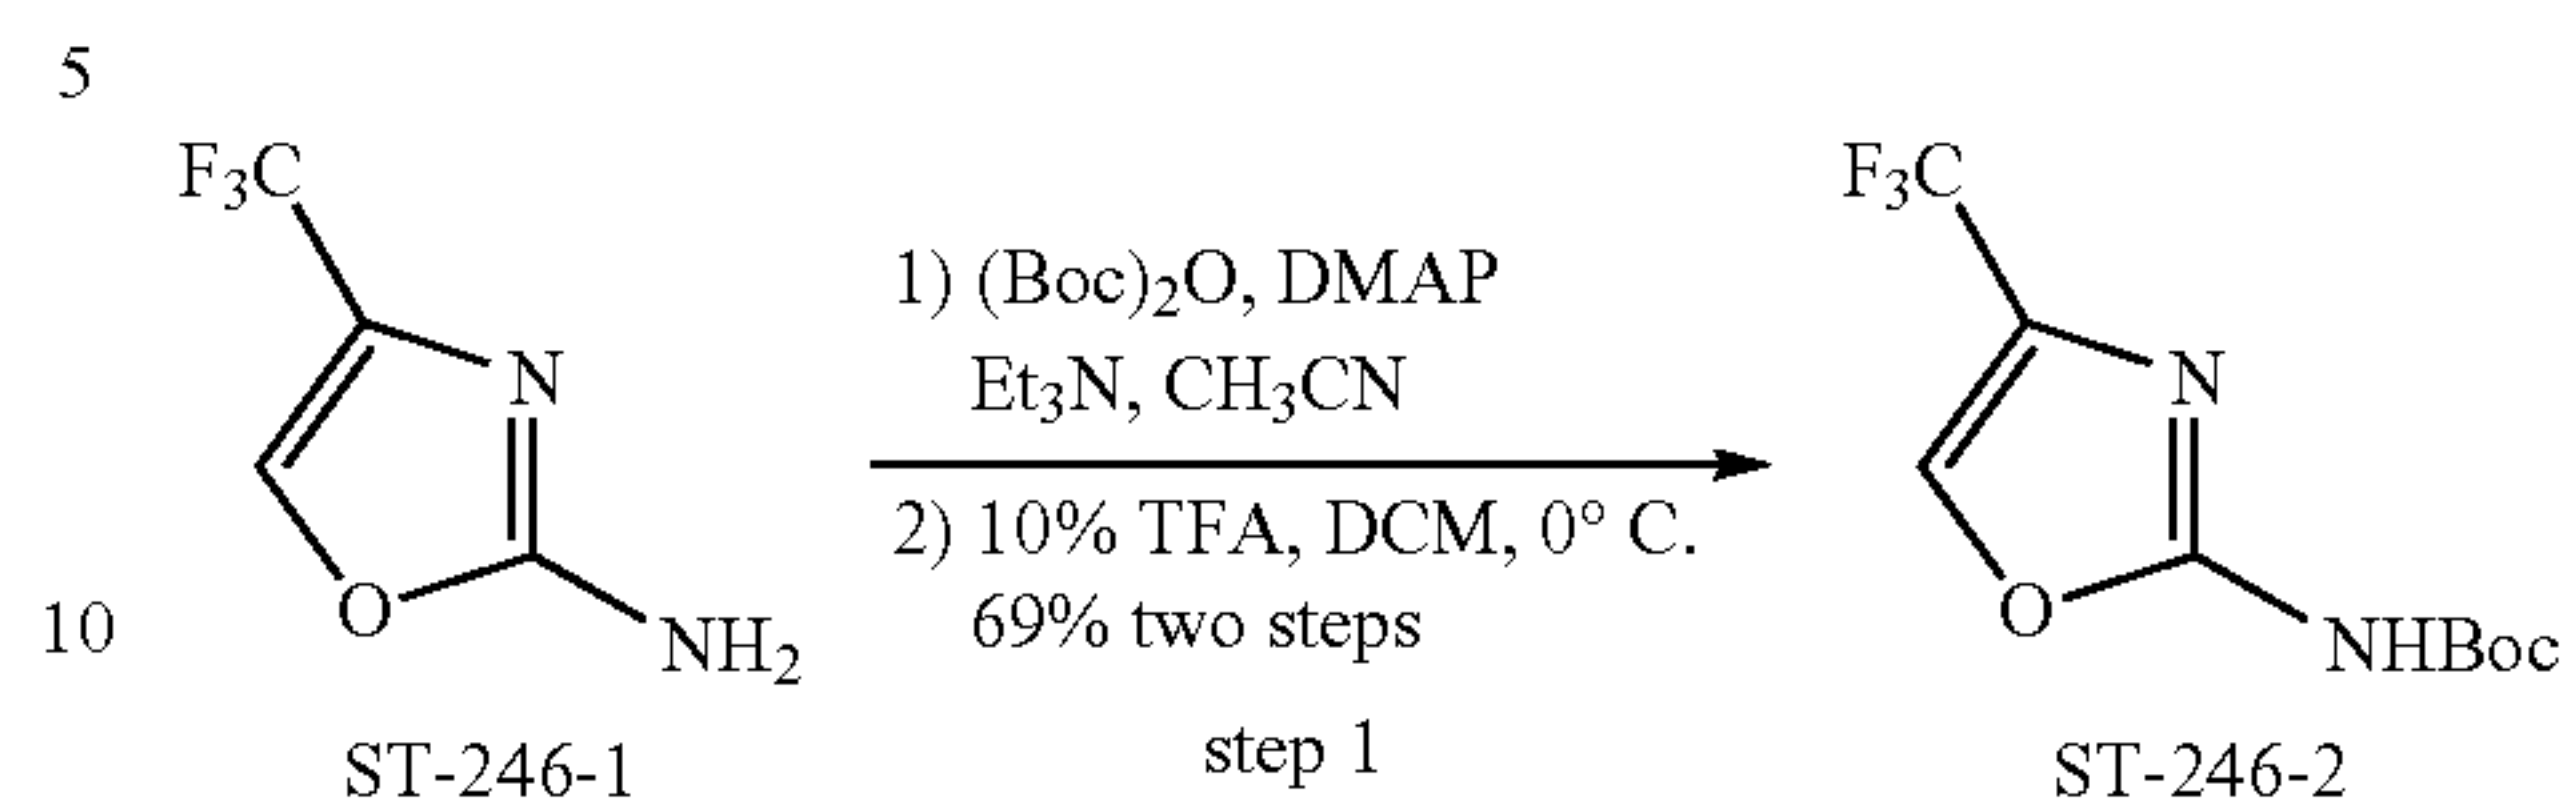 5
F₃C
N
O
NH₂
10
ST-246-1
1) (Boc)₂O, DMAP
Et₃N, CH₃CN
2) 10% TFA, DCM, 0° C.
69% two steps
step 1
F₃C
N
O
NHBoc
ST-246-2